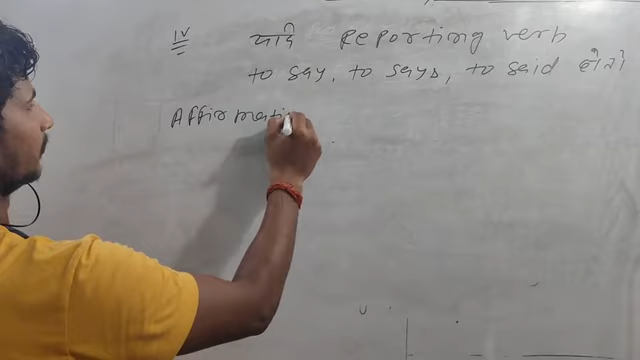 IV यदि Reporting verb
to say, to says, to said होतो
Affirmati